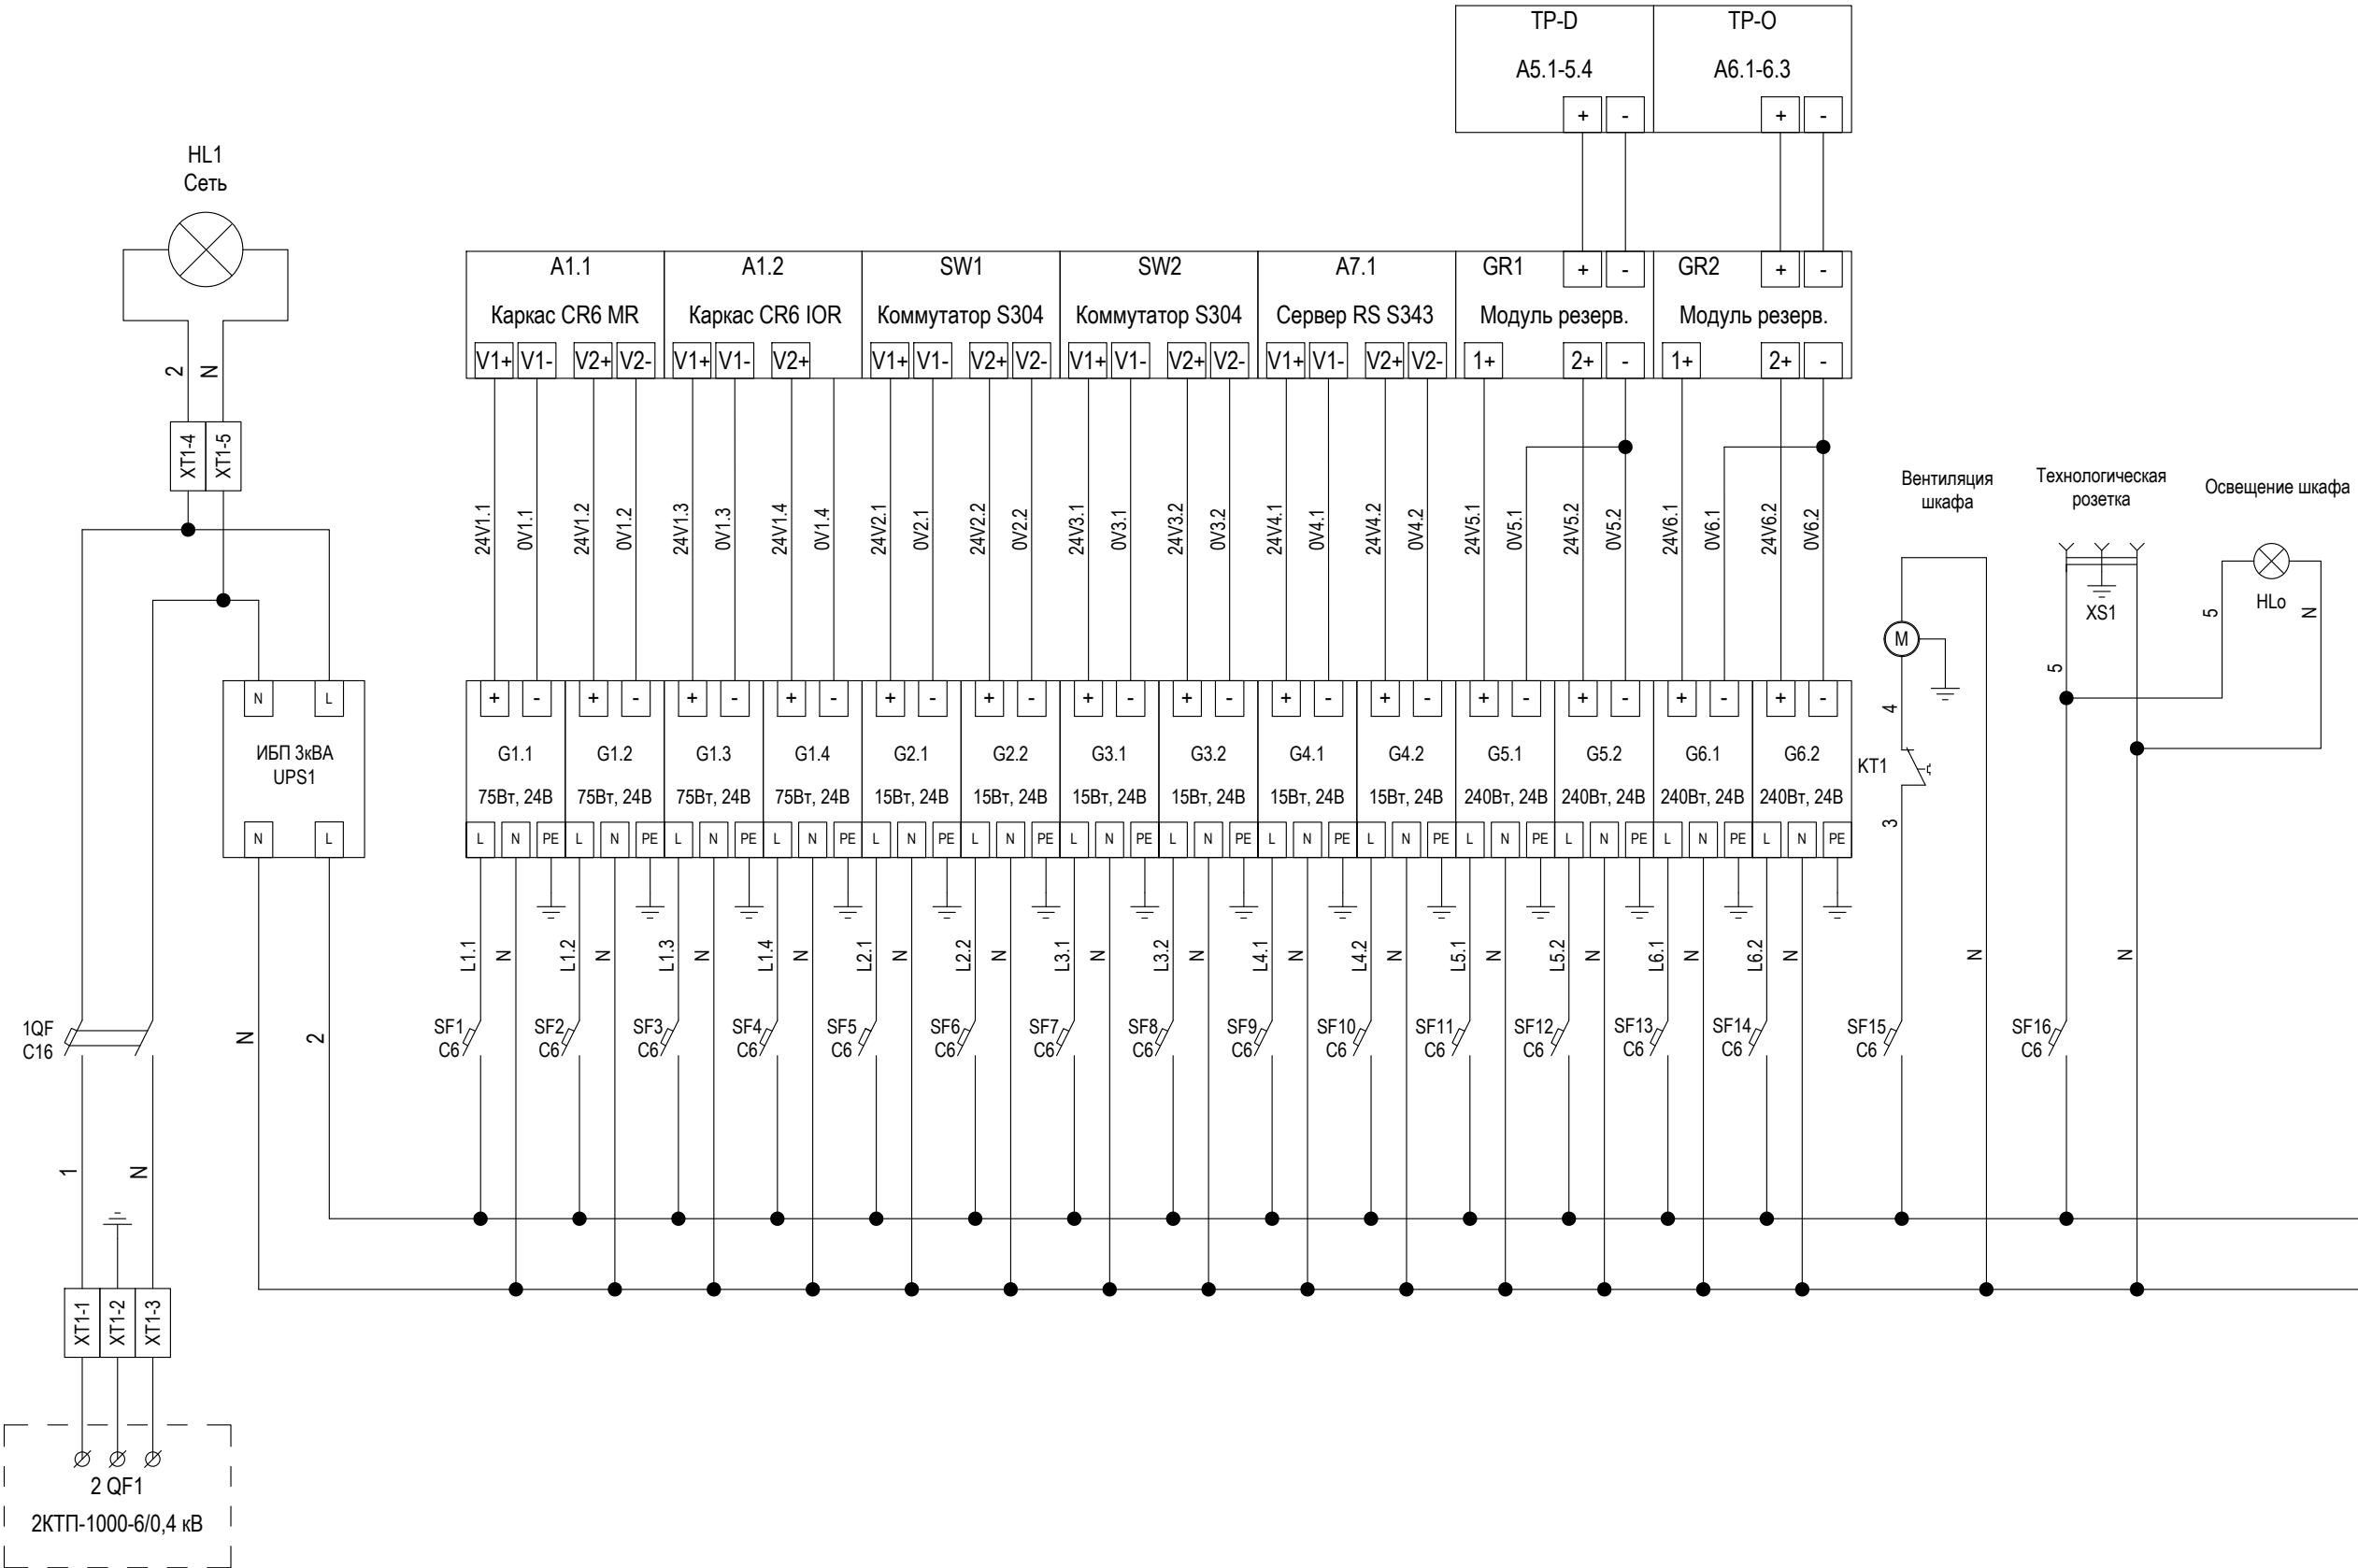 TP-D
TP-O
A5.1-5.4
A6.1-6.3
+ - + -
HL1
Сеть
A1.1
A1.2
SW1
SW2
A7.1
GR1 + -
GR2 + -
Каркас CR6 MR
Каркас CR6 IOR
Коммутатор S304
Коммутатор S304
Сервер RS S343
Модуль резерв.
Модуль резерв.
V1+ V1- V2+ V2-
V1+ V1- V2+
V1+ V1- V2+ V2-
V1+ V1- V2+ V2-
V1+ V1- V2+ V2-
1+ 2+ -
1+ 2+ -
2
N
XT1-4
XT1-5
24V1.1
0V1.1
24V1.2
0V1.2
24V1.3
0V1.3
24V1.4
0V1.4
24V2.1
0V2.1
24V2.2
0V2.2
24V3.1
0V3.1
24V3.2
0V3.2
24V4.1
0V4.1
24V4.2
0V4.2
24V5.1
0V5.1
24V5.2
0V5.2
24V6.1
0V6.1
24V6.2
0V6.2
Вентиляция
шкафа
Технологическая
розетка
Освещение шкафа
XS1
HLo
5
N
5
M
4
KT1
3
N L
ИБП 3кВА
UPS1
N L
+ - + - + - + - + - + - + - + - + - + - + - + - + - + -
G1.1
G1.2
G1.3
G1.4
G2.1
G2.2
G3.1
G3.2
G4.1
G4.2
G5.1
G5.2
G6.1
G6.2
75Вт, 24В
75Вт, 24В
75Вт, 24В
75Вт, 24В
15Вт, 24В
15Вт, 24В
15Вт, 24В
15Вт, 24В
15Вт, 24В
15Вт, 24В
240Вт, 24В
240Вт, 24В
240Вт, 24В
240Вт, 24В
L N PE L N PE L N PE L N PE L N PE L N PE L N PE L N PE L N PE L N PE L N PE L N PE L N PE L N PE
L1.1
N
L1.2
N
L1.3
N
L1.4
N
L2.1
N
L2.2
N
L3.1
N
L3.2
N
L4.1
N
L4.2
N
L5.1
N
L5.2
N
L6.1
N
L6.2
N
N
N
1QF
C16
N
2
SF1
C6
SF2
C6
SF3
C6
SF4
C6
SF5
C6
SF6
C6
SF7
C6
SF8
C6
SF9
C6
SF10
C6
SF11
C6
SF12
C6
SF13
C6
SF14
C6
SF15
C6
SF16
C6
1
N
XT1-1
XT1-2
XT1-3
2 QF1
2КТП-1000-6/0,4 кВ